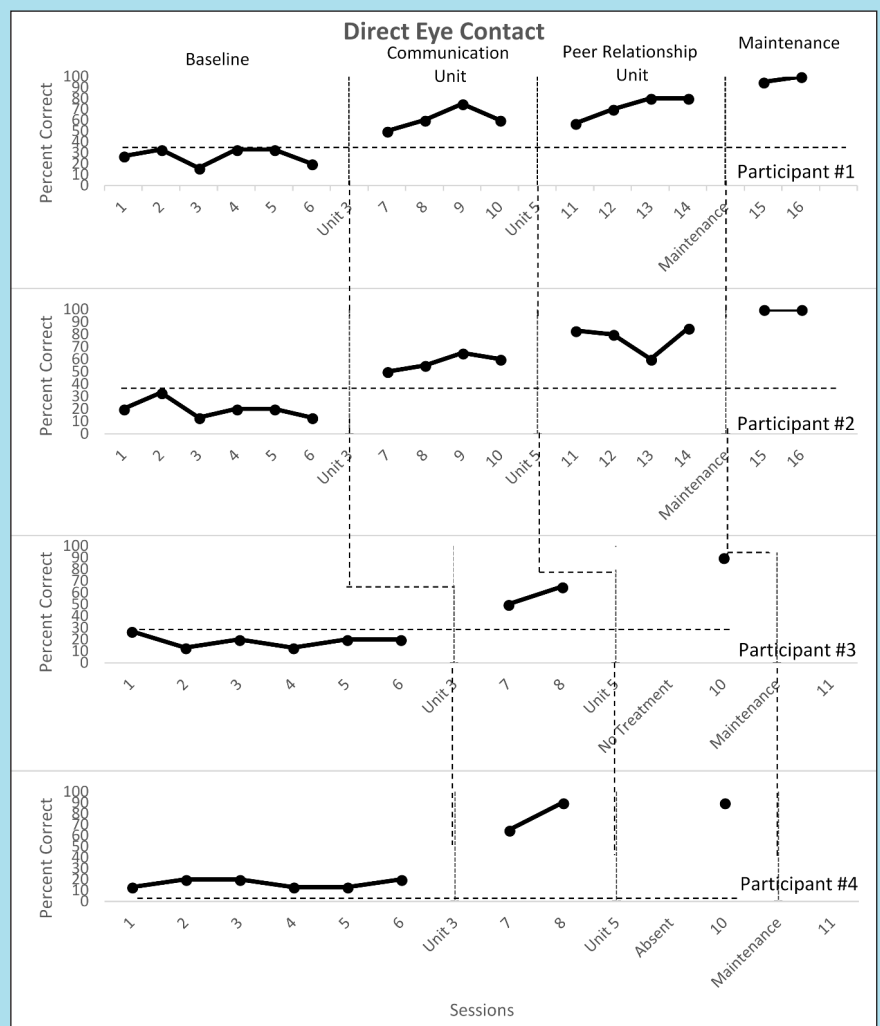 Direct Eye Contact
Baseline
Communication
Unit
Peer Relationship
Unit
Maintenance
Percent Correct
100
90
80
70
60
50
40
30
20
10
0
Participant #1
1 2 3 4 5 6 Unit 3 7 8 9 10 Unit 5 11 12 13 14 Maintenance 15 16
Percent Correct
100
90
80
70
60
50
40
30
20
10
0
Participant #2
1 2 3 4 5 6 Unit 3 7 8 9 10 Unit 5 11 12 13 14 Maintenance 15 16
Percent Correct
100
90
80
70
60
50
40
30
20
10
0
Participant #3
1 2 3 4 5 6 Unit 3 7 8 Unit 5 No Treatment 10 Maintenance 11
Percent Correct
100
90
80
70
60
50
40
30
20
10
0
Participant #4
1 2 3 4 5 6 Unit 3 7 8 Unit 5 Absent 10 Maintenance 11
Sessions